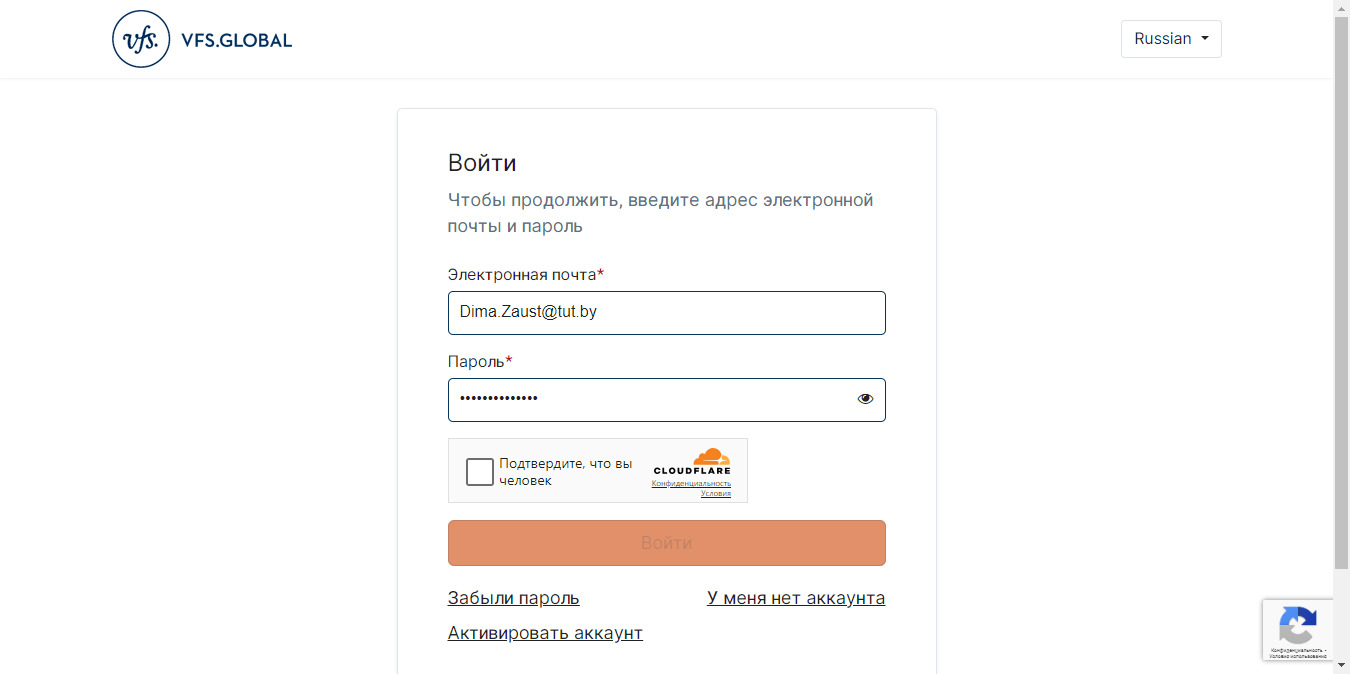 vfs. VFS.GLOBAL
Russian
Войти
Чтобы продолжить, введите адрес электронной
почты и пароль
Электронная почта*
Dima.Zaust@tut.by
Пароль*
••••••••••••••
Подтвердите, что вы
человек
CLOUDFLARE
Конфиденциальность
Условия
Войти
Забыли пароль
У меня нет аккаунта
Активировать аккаунт
Конфиденциальность -
Условия использования